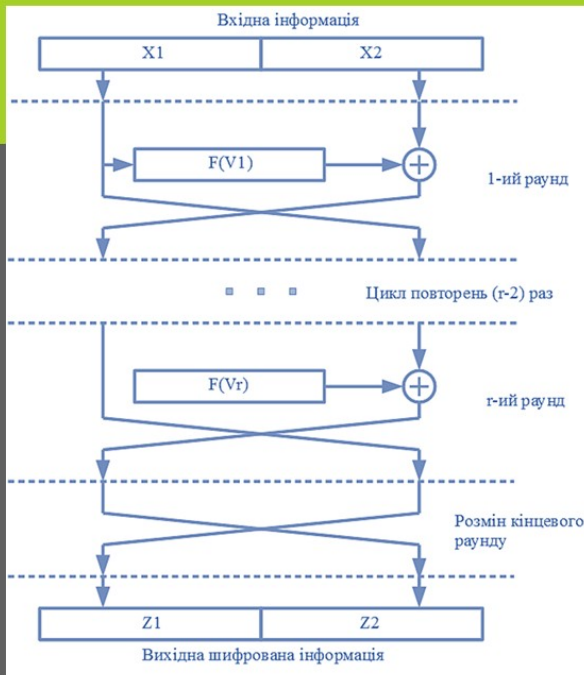 Вхідна інформація
X1 X2
F(V1)
1-ий раунд
Цикл повторень (r-2) раз
F(Vr)
r-ий раунд
Розмін кінцевого
раунду
Z1 Z2
Вихідна шифрована інформація